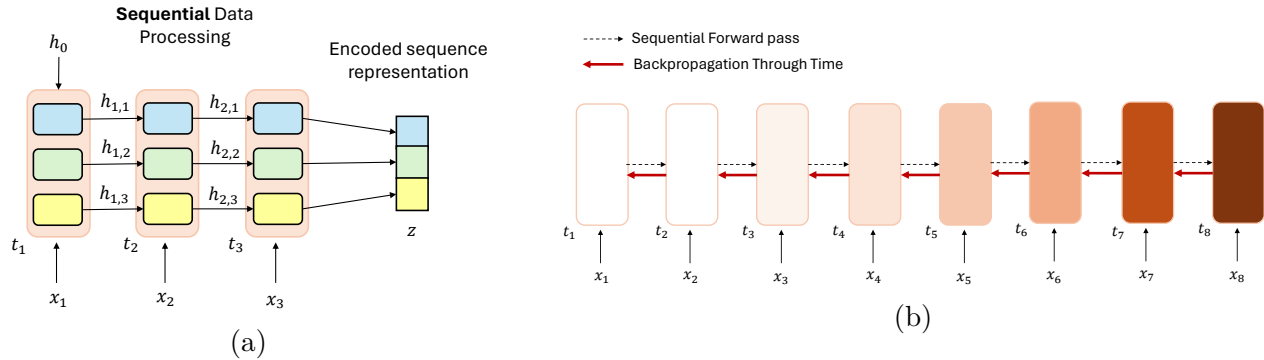 Sequential Data
Processing
Encoded sequence
representation
h_0
h_{1,1} h_{2,1}
h_{1,2} h_{2,2}
h_{1,3} h_{2,3}
z
t_1 t_2 t_3
x_1 x_2 x_3
(a)
Sequential Forward pass
Backpropagation Through Time
t_1 t_2 t_3 t_4 t_5 t_6 t_7 t_8
x_1 x_2 x_3 x_4 x_5 x_6 x_7 x_8
(b)